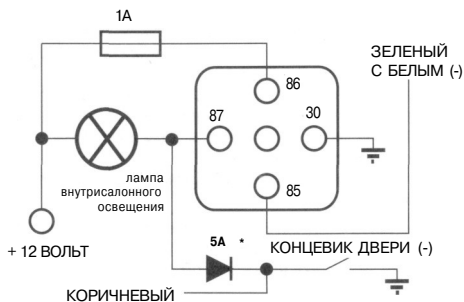 1А
ЗЕЛЕНЫЙ
С БЕЛЫМ (-)
86
87
30
лампа
внутрисалонного
освещения
85
+ 12 ВОЛЬТ
5А *
КОНЦЕВИК ДВЕРИ (-)
КОРИЧНЕВЫЙ